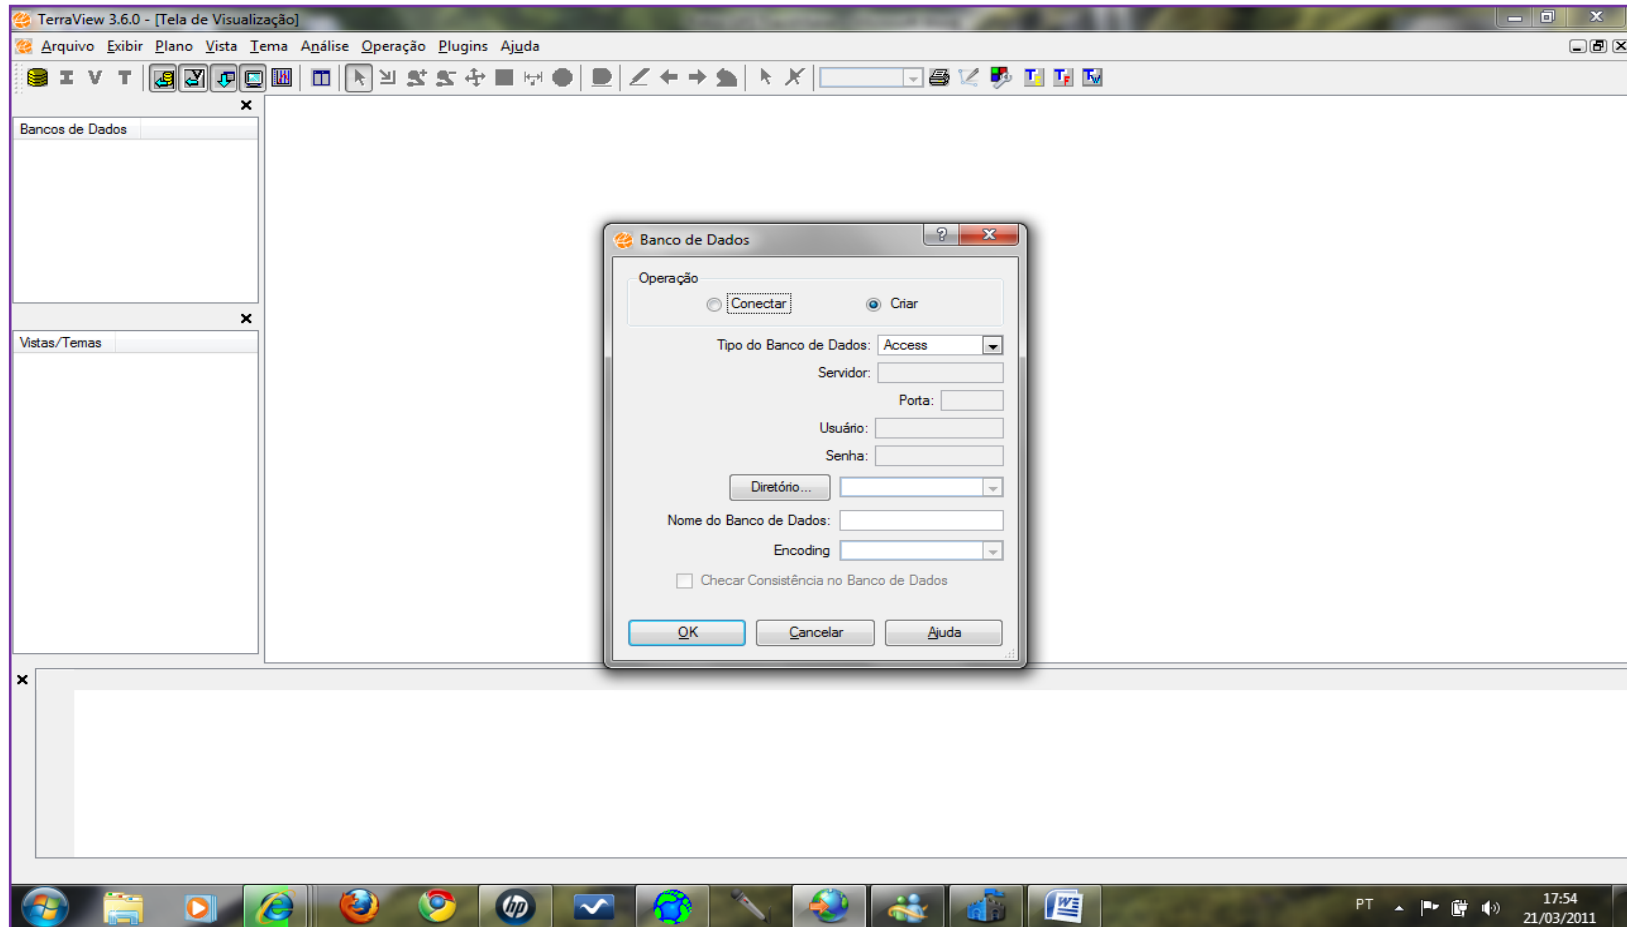 TerraView 3.6.0 - [Tela de Visualização]
Arquivo Exibir Plano Vista Tema Análise Operação Plugins Ajuda
I V T
Bancos de Dados
Vistas/Temas
Banco de Dados
Operação
Conectar Criar
Tipo do Banco de Dados: Access
Servidor:
Porta:
Usuário:
Senha:
Diretório...
Nome do Banco de Dados:
Encoding
Checar Consistência no Banco de Dados
OK Cancelar Ajuda
hp
PT 17:54
21/03/2011